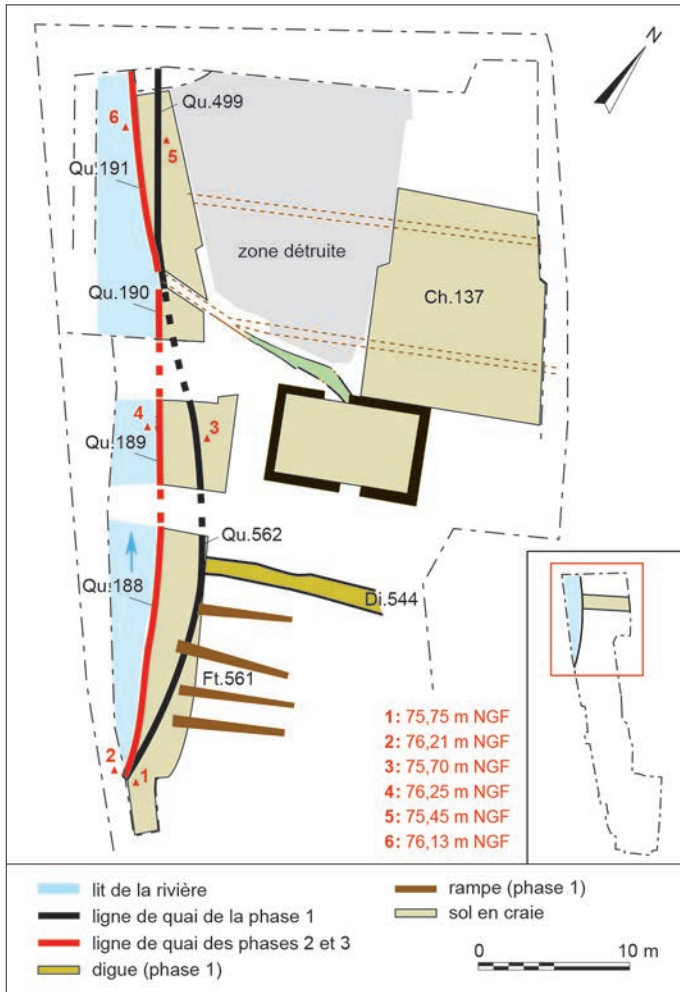 N
6
Qu.499
5
Qu.191
zone détruite
Qu.190
Ch.137
4
3
Qu.189
Qu.562
Qu.188
Di.544
Ft.561
2
1
1: 75,75 m NGF
2: 76,21 m NGF
3: 75,70 m NGF
4: 76,25 m NGF
5: 75,45 m NGF
6: 76,13 m NGF
lit de la rivière
ligne de quai de la phase 1
ligne de quai des phases 2 et 3
digue (phase 1)
rampe (phase 1)
sol en craie
0 10 m